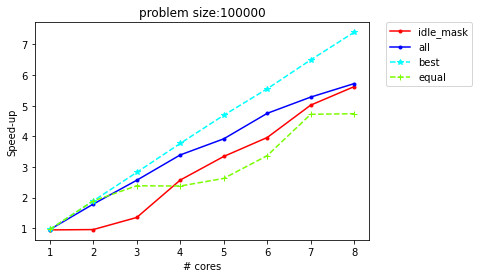 problem size:100000
idle_mask
all
best
equal
Speed-up
7
6
5
4
3
2
1
1 2 3 4 5 6 7 8
# cores